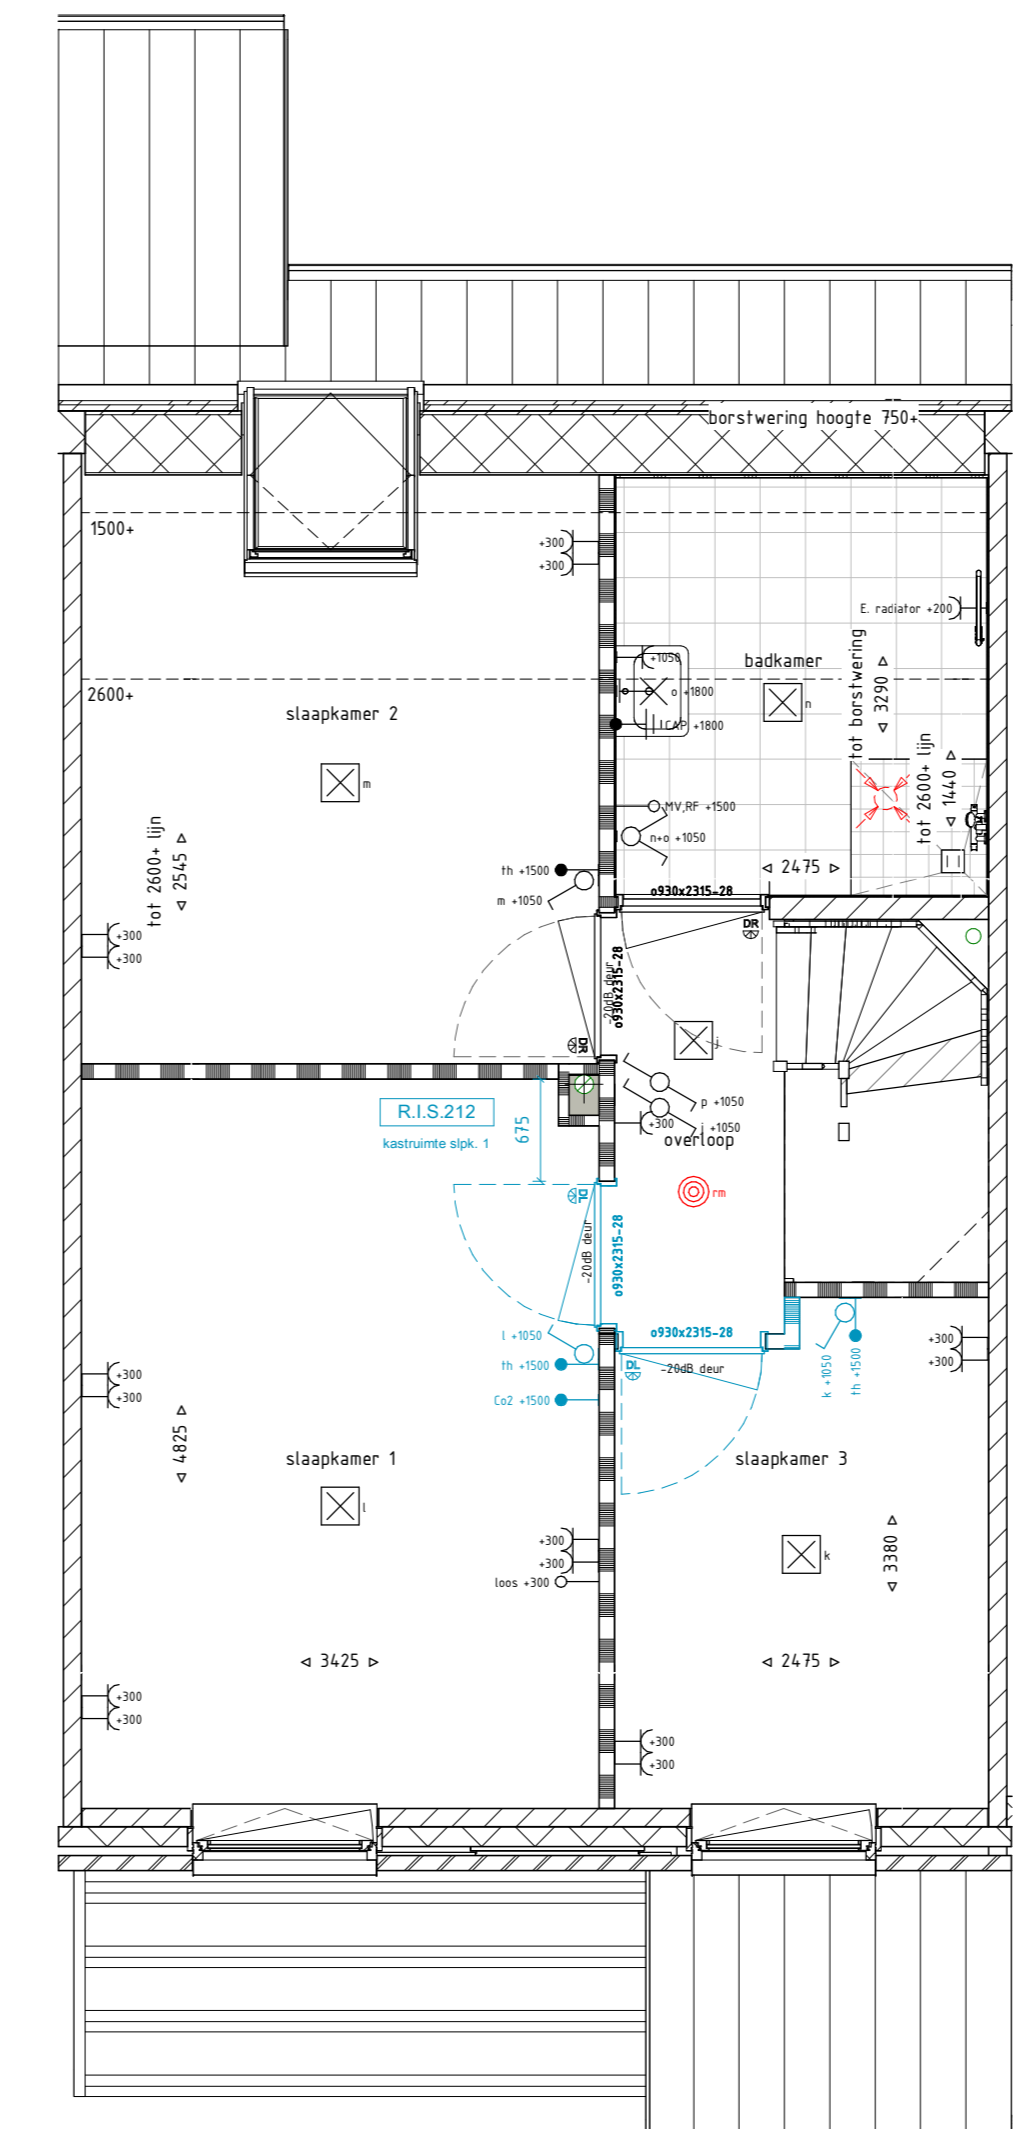 borstwering hoogte 750+
1500+
+300
+300
E. radiator +200
+1050
badkamer
tot borstwering
3290
2600+
o +1800
slaapkamer 2
n
CAP +1800
tot 2600+ lijn
1440
m
MV,RF +1500
n+o +1050
tot 2600+ lijn
2545
th +1500
2475
m +1050
o930x2315-28
DR
+300
+300
-20dB deur
o930x2315-28
DR
j
R.I.S.212
kastruimte slpk. 1
675
p +1050
j +1050
+300
overloop
DL
rm
-20dB deur
o930x2315-28
l +1050
o930x2315-28
th +1500
DL
-20dB deur
k +1050
th +1500
+300
+300
+300
+300
Co2 +1500
4825
slaapkamer 1
slaapkamer 3
l
+300
+300
k
3380
loos +300
3425
2475
+300
+300
+300
+300